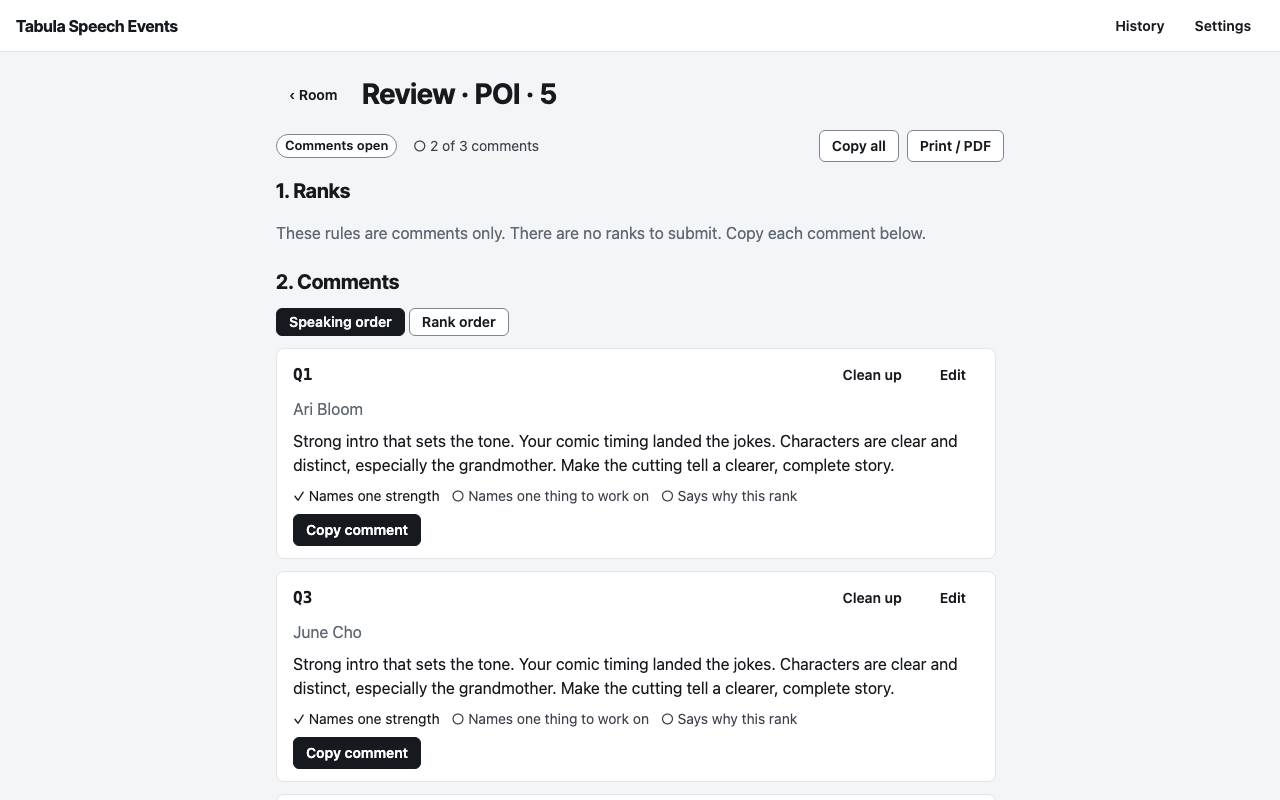 Tabula Speech Events
History
Settings
‹ Room
Review · POI · 5
Comments open
2 of 3 comments
Copy all
Print / PDF
1. Ranks
These rules are comments only. There are no ranks to submit. Copy each comment below.
2. Comments
Speaking order
Rank order
Q1
Clean up
Edit
Ari Bloom
Strong intro that sets the tone. Your comic timing landed the jokes. Characters are clear and
distinct, especially the grandmother. Make the cutting tell a clearer, complete story.
✓ Names one strength
Names one thing to work on
Says why this rank
Copy comment
Q3
Clean up
Edit
June Cho
Strong intro that sets the tone. Your comic timing landed the jokes. Characters are clear and
distinct, especially the grandmother. Make the cutting tell a clearer, complete story.
✓ Names one strength
Names one thing to work on
Says why this rank
Copy comment